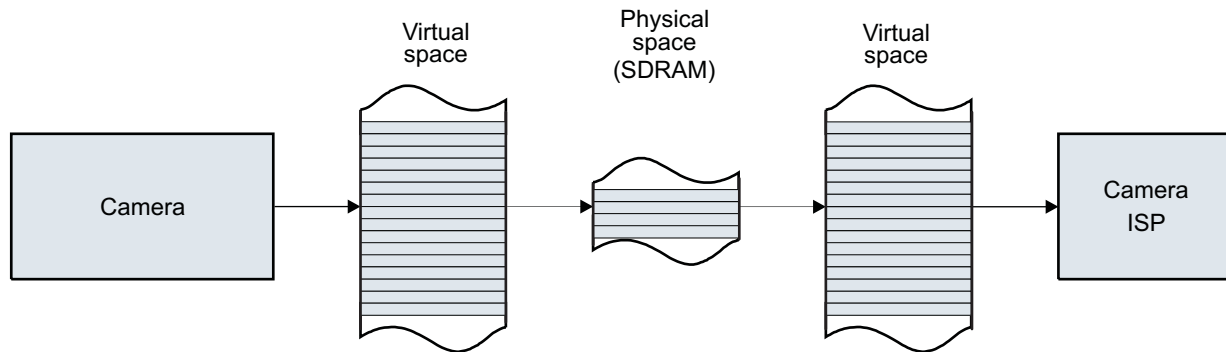 Virtual
space
Physical
space
(SDRAM)
Virtual
space
Camera
Camera
ISP